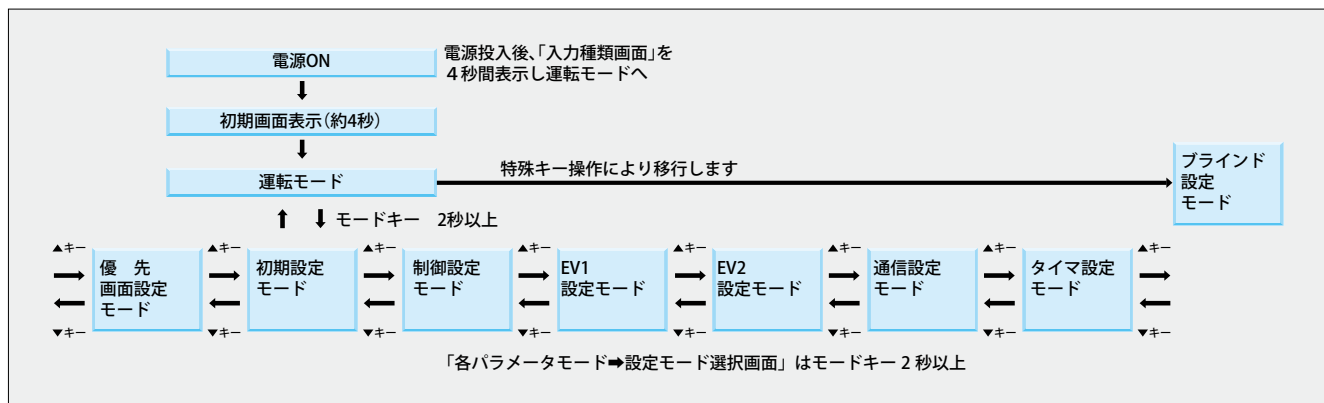 電源ON
電源投入後、「入力種類画面」を
４秒間表示し運転モードへ
初期画面表示（約4秒）
運転モード
特殊キー操作により移行します
ブラインド
設定
モード
モードキー　2秒以上
▲キー
▲キー
▲キー
▲キー
▲キー
▲キー
▲キー
▲キー
優　先
画面設定
モード
初期設定
モード
制御設定
モード
EV1
設定モード
EV2
設定モード
通信設定
モード
タイマ設定
モード
▼キー
▼キー
▼キー
▼キー
▼キー
▼キー
▼キー
▼キー
「各パラメータモード➡設定モード選択画面」はモードキー 2 秒以上